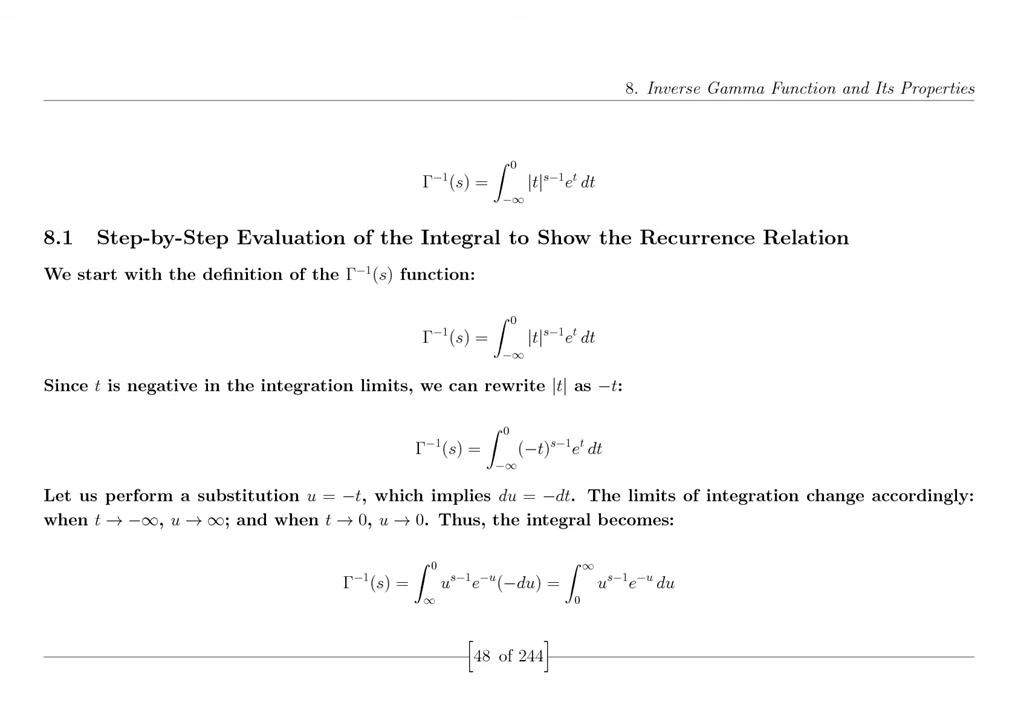 8. Inverse Gamma Function and Its Properties
Γ⁻¹(s) = ∫_{−∞}^{0} |t|^{s−1} e^t dt
8.1 Step-by-Step Evaluation of the Integral to Show the Recurrence Relation
We start with the definition of the Γ⁻¹(s) function:
Γ⁻¹(s) = ∫_{−∞}^{0} |t|^{s−1} e^t dt
Since t is negative in the integration limits, we can rewrite |t| as −t:
Γ⁻¹(s) = ∫_{−∞}^{0} (−t)^{s−1} e^t dt
Let us perform a substitution u = −t, which implies du = −dt. The limits of integration change accordingly:
when t → −∞, u → ∞; and when t → 0, u → 0. Thus, the integral becomes:
Γ⁻¹(s) = ∫_{∞}^{0} u^{s−1} e^{−u} (−du) = ∫_{0}^{∞} u^{s−1} e^{−u} du
[48 of 244]